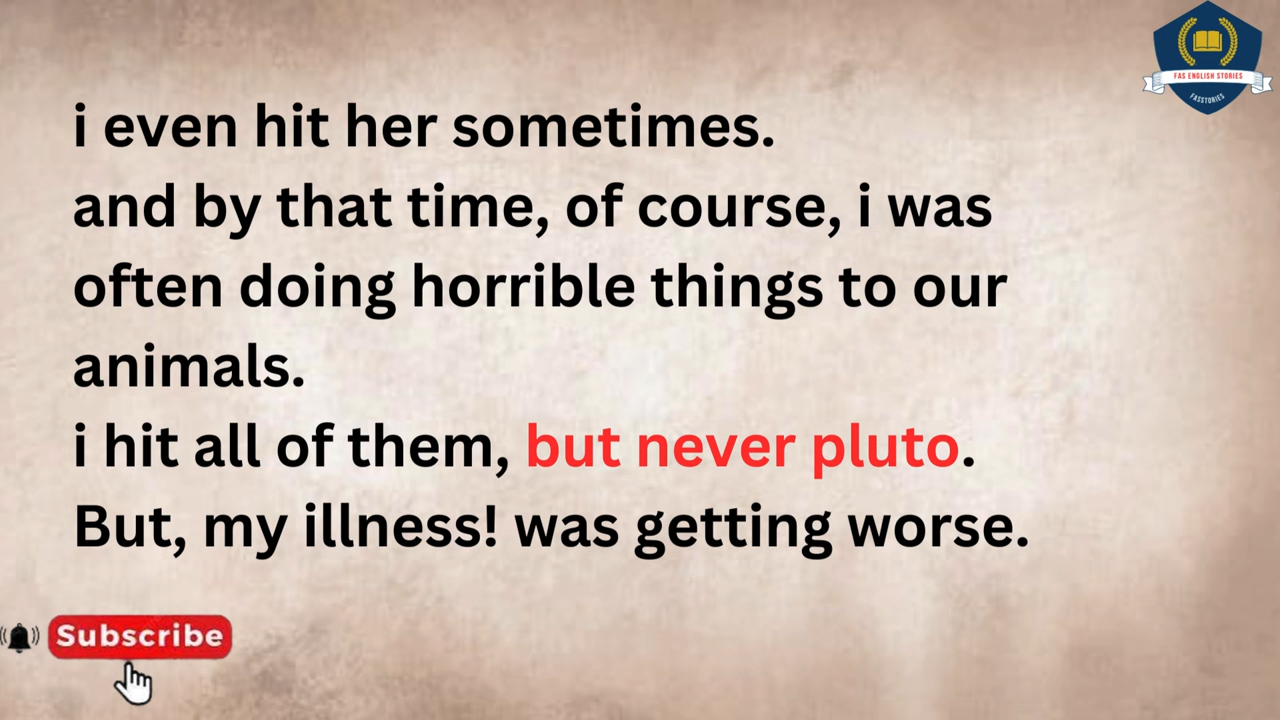 FAS ENGLISH STORIES
FASSTORIES
i even hit her sometimes.
and by that time, of course, i was
often doing horrible things to our
animals.
i hit all of them, but never pluto.
But, my illness! was getting worse.
Subscribe